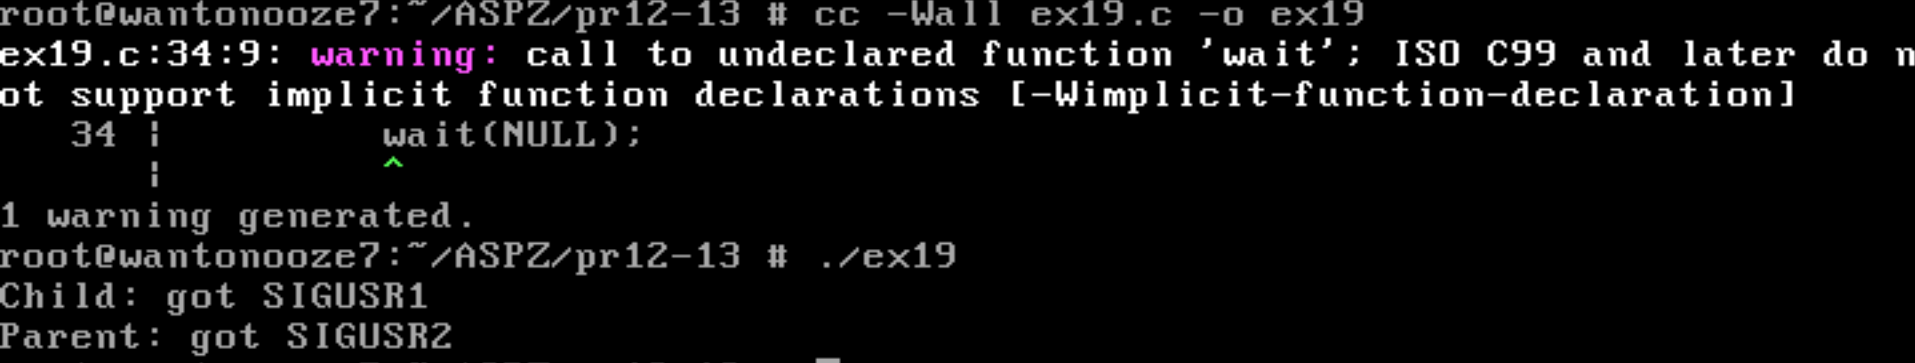 root@wantonooze7:~/ASPZ/pr12-13 # cc -Wall ex19.c -o ex19
ex19.c:34:9: warning: call to undeclared function 'wait'; ISO C99 and later do n
ot support implicit function declarations [-Wimplicit-function-declaration]
   34 |         wait(NULL);
      |         ^
1 warning generated.
root@wantonooze7:~/ASPZ/pr12-13 # ./ex19
Child: got SIGUSR1
Parent: got SIGUSR2